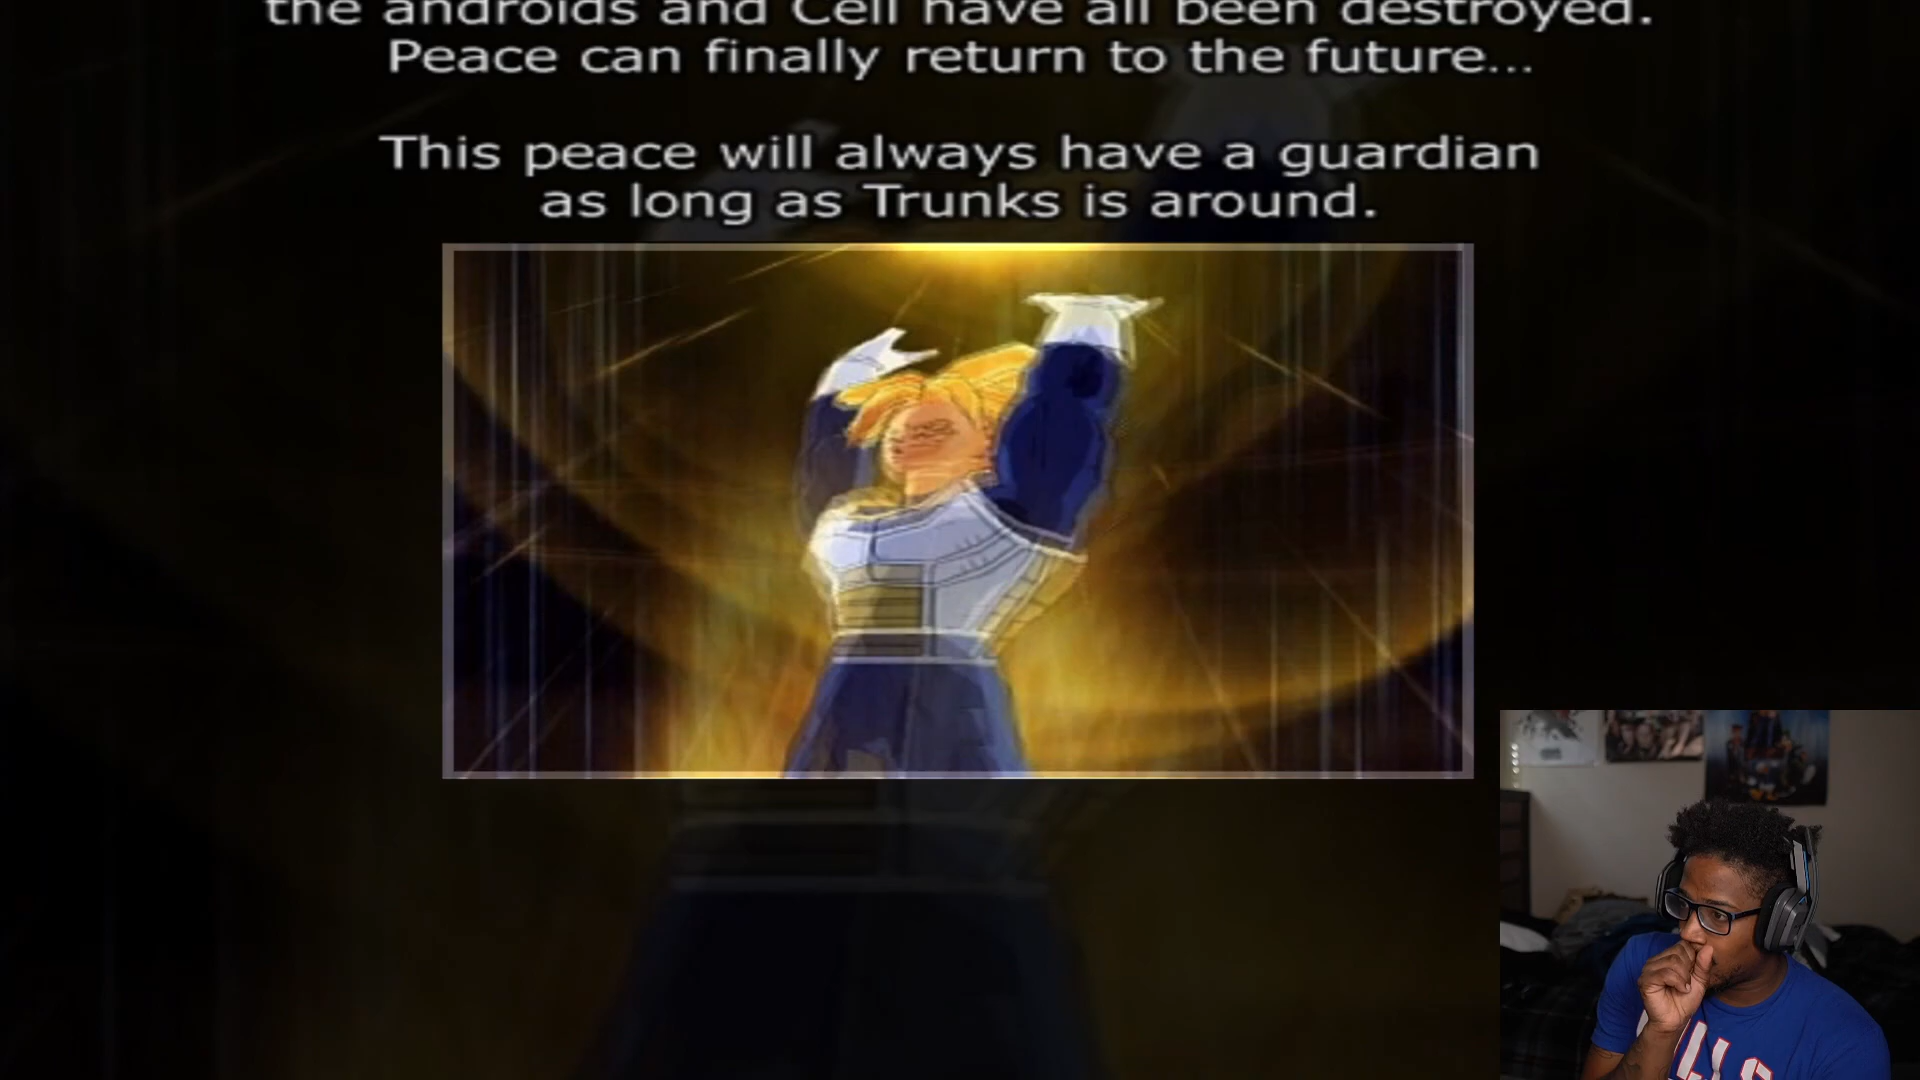 the androids and Cell have all been destroyed.
Peace can finally return to the future...
This peace will always have a guardian
as long as Trunks is around.